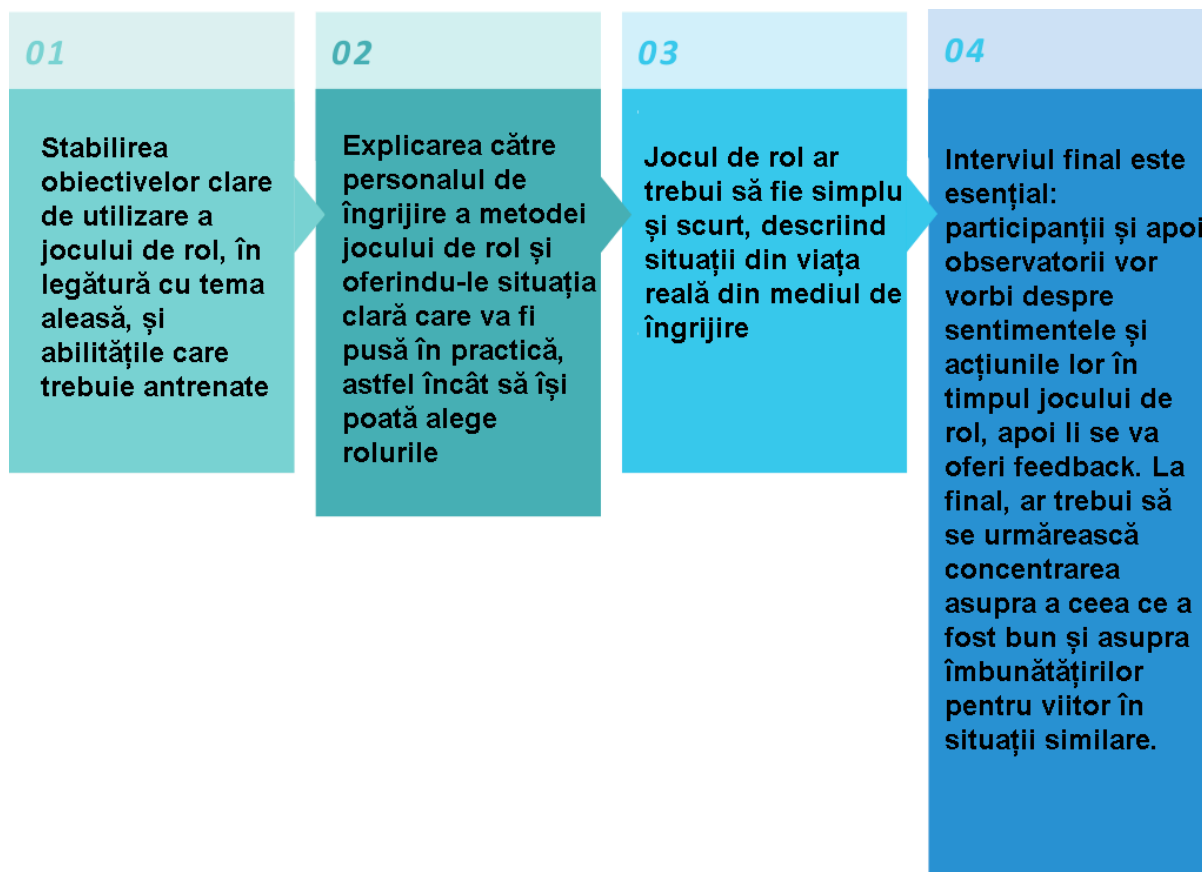 01
Stabilirea
obiectivelor clare
de utilizare a
jocului de rol, în
legătură cu tema
aleasă, și
abilitățile care
trebuie antrenate
02
Explicarea către
personalul de
îngrijire a metodei
jocului de rol și
oferindu-le situația
clară care va fi
pusă în practică,
astfel încât să își
poată alege
rolurile
03
Jocul de rol ar
trebui să fie simplu
și scurt, descriind
situații din viața
reală din mediul de
îngrijire
04
Interviul final este
esențial:
participanții și apoi
observatorii vor
vorbi despre
sentimentele și
acțiunile lor în
timpul jocului de
rol, apoi li se va
oferi feedback. La
final, ar trebui să
se urmărească
concentrarea
asupra a ceea ce a
fost bun și asupra
îmbunătățirilor
pentru viitor în
situații similare.